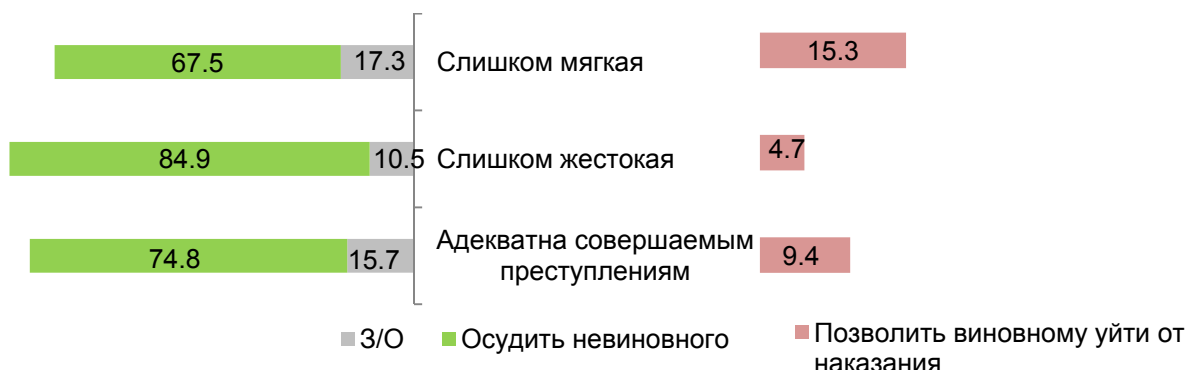 67.5 17.3 Слишком мягкая 15.3
84.9 10.5 Слишком жестокая 4.7
Адекватна совершаемым
преступлениям
74.8 15.7 9.4
З/О Осудить невиновного Позволить виновному уйти от
наказания